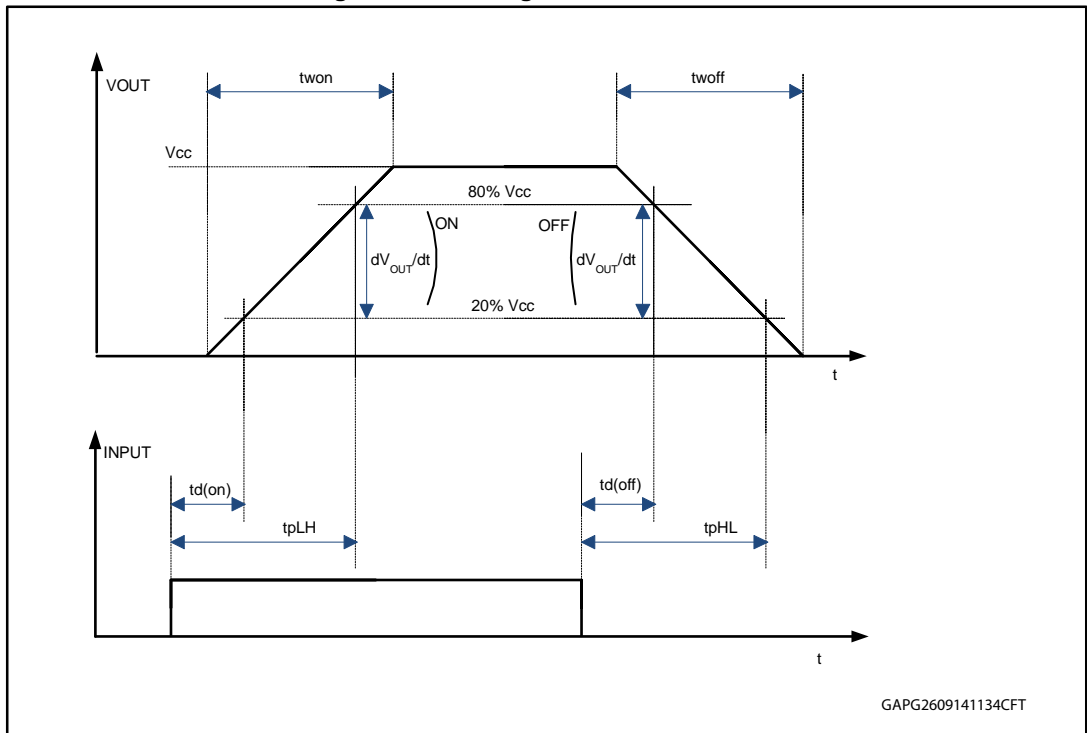 twon
twoff
VOUT
Vcc
80% Vcc
ON
OFF
dVOUT/dt
dVOUT/dt
20% Vcc
t
INPUT
td(on)
td(off)
tpLH
tpHL
t
GAPG2609141134CFT